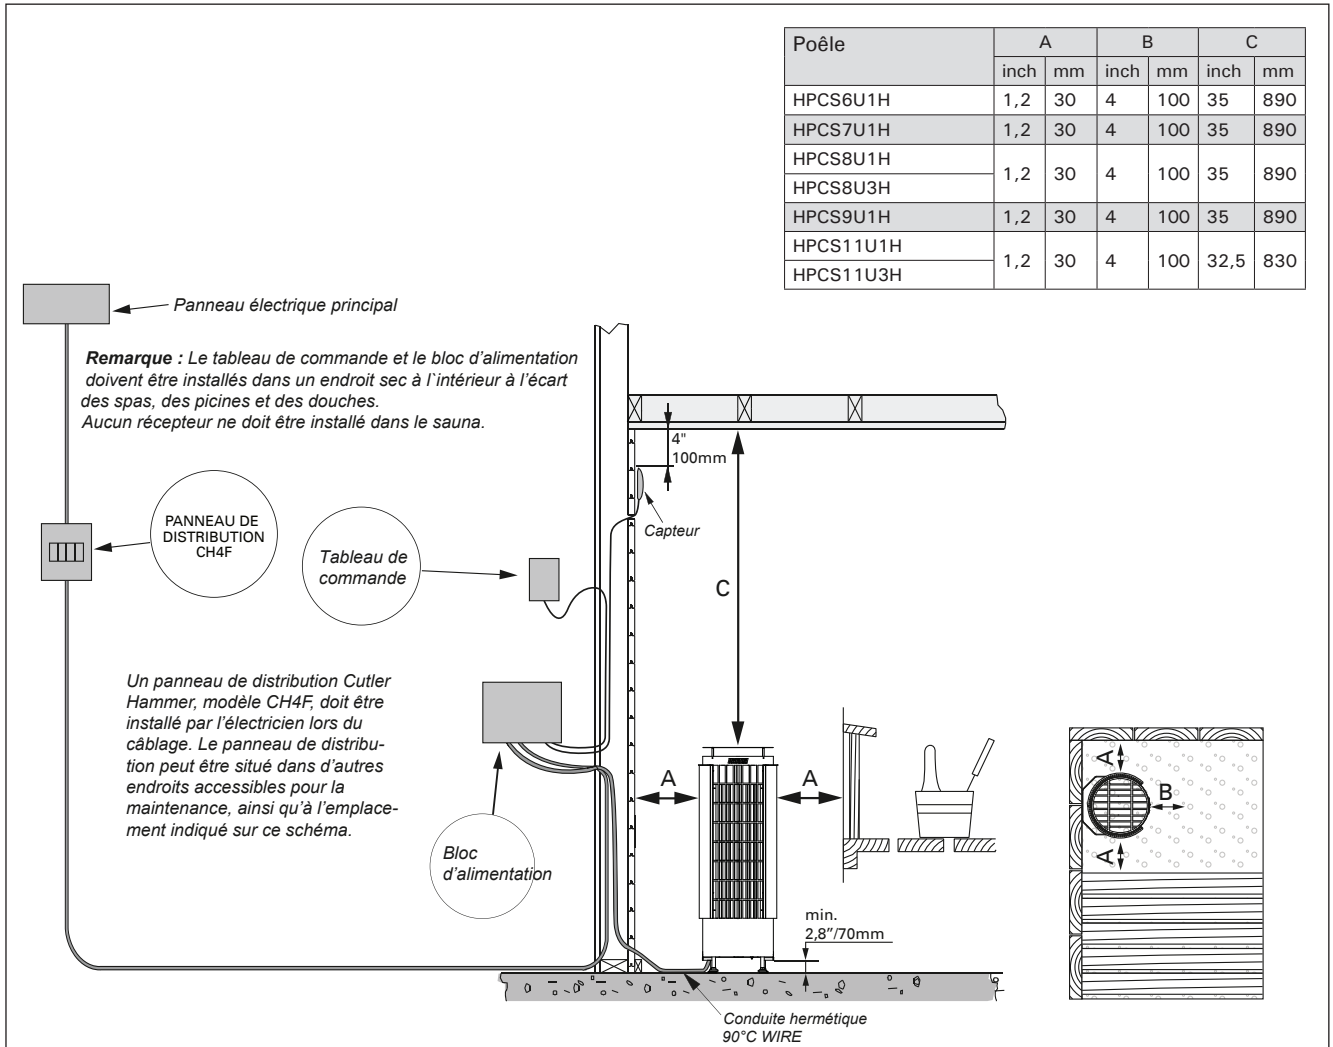 Poêle A B C
inch mm inch mm inch mm
HPCS6U1H 1,2 30 4 100 35 890
HPCS7U1H 1,2 30 4 100 35 890
HPCS8U1H
HPCS8U3H
1,2 30 4 100 35 890
HPCS9U1H 1,2 30 4 100 35 890
HPCS11U1H
HPCS11U3H
1,2 30 4 100 32,5 830
Panneau électrique principal
Remarque : Le tableau de commande et le bloc d’alimentation
doivent être installés dans un endroit sec à l`intérieur à l’écart
des spas, des picines et des douches.
Aucun récepteur ne doit être installé dans le sauna.
4"
100mm
Capteur
PANNEAU DE
DISTRIBUTION
CH4F
Tableau de
commande
C
Un panneau de distribution Cutler
Hammer, modèle CH4F, doit être
installé par l’électricien lors du
câblage. Le panneau de distribu-
tion peut être situé dans d’autres
endroits accessibles pour la
maintenance, ainsi qu’à l’emplace-
ment indiqué sur ce schéma.
A
A
A
B
A
Bloc
d’alimentation
min.
2,8”/70mm
Conduite hermétique
90°C WIRE